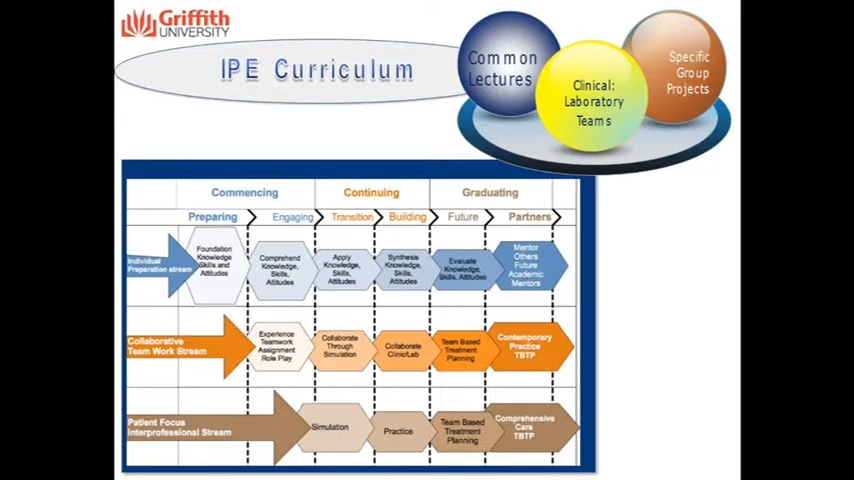 Griffith
UNIVERSITY
IPE Curriculum
Common
Lectures
Clinical:
Laboratory
Teams
Specific
Group
Projects
Commencing
Continuing
Graduating
Preparing
Engaging
Transition
Building
Future
Partners
Individual
Preparation stream
Foundation
Knowledge
Skills and
Attitudes
Comprehend
Knowledge,
Skills,
Attitudes
Apply
Knowledge,
Skills,
Attitudes
Synthesis
Knowledge,
Skills,
Attitudes
Evaluate
Knowledge,
Skills. Attitudes
Mentor
Others
Future
Academic
Mentors
Collaborative
Team Work Stream
Experience
Teamwork
Assignment
Role Play
Collaborate
Through
Simulation
Collaborate
Clinic/Lab
Team Based
Treatment
Planning
Contemporary
Practice
TBTP
Patient Focus
Interprofessional Stream
Simulation
Practice
Team Based
Treatment
Planning
Comprehensive
Care
TBTP